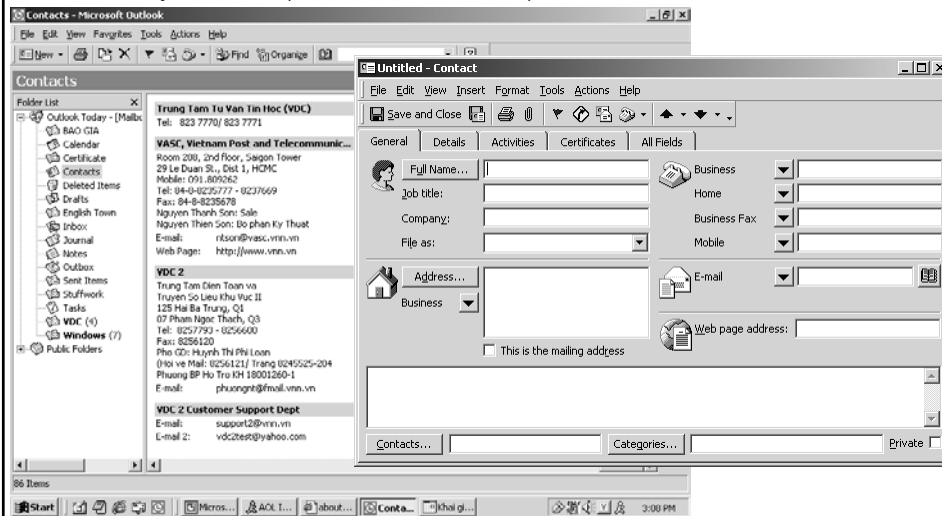 Contacts - Microsoft Outlook
File Edit View Favorites Tools Actions Help
New Find Organize
Contacts
Folder List X
Outlook Today - [Mailbo
BAO GIA
Calendar
Certificate
Contacts
Deleted Items
Drafts
English Town
Inbox
Journal
Notes
Outbox
Sent Items
Stuffwork
Tasks
VDC (4)
Windows (7)
Public Folders
Trung Tam Tu Van Tin Hoc (VDC)
Tel: 823 7770/ 823 7771
VASC, Vietnam Post and Telecommunic...
Room 200, 2nd floor, Saigon Tower
29 Le Duan St., Dist 1, HCMC
Mobile: 091.809262
Tel: 84-8-8235777 - 8237669
Fax: 84-8-8235678
Nguyen Thanh Son: Sale
Nguyen Thien Son: Bo phan Ky Thuat
E-mail: ntson@vasc.vnn.vn
Web Page: http://www.vnn.vn
VDC 2
Trung Tam Dien Toan va
Truyen So Lieu Khu Vuc II
125 Hai Ba Trung, Q1
07 Pham Ngoc Thach, Q3
Tel: 8257793 - 8256600
Fax: 8256120
Pho GD: Huynh Thi Phi Loan
(Hoi ve Mail: 8256121/ Trang 8245525-204
Phuong BP Ho Tro KH 18001260-1
E-mail: phuongnt@fmail.vnn.vn
VDC 2 Customer Support Dept
E-mail: support2@vnn.vn
E-mail 2: vdc2test@yahoo.com
86 Items
Start Micros... AOL I... about... Conta... Khai gi... 3:08 PM
Untitled - Contact
File Edit View Insert Format Tools Actions Help
Save and Close
General Details Activities Certificates All Fields
Full Name...
Job title:
Company:
File as:
Address...
Business
This is the mailing address
Business
Home
Business Fax
Mobile
E-mail
Web page address:
Contacts... Categories... Private